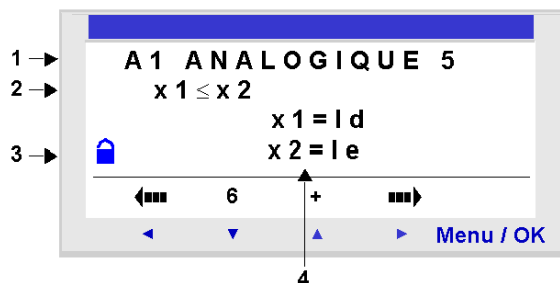 1 A1 ANALOGIQUE 5
2 x1 ≤ x2
x1 = Id
3 x2 = Ie
6 +
Menu / OK
4